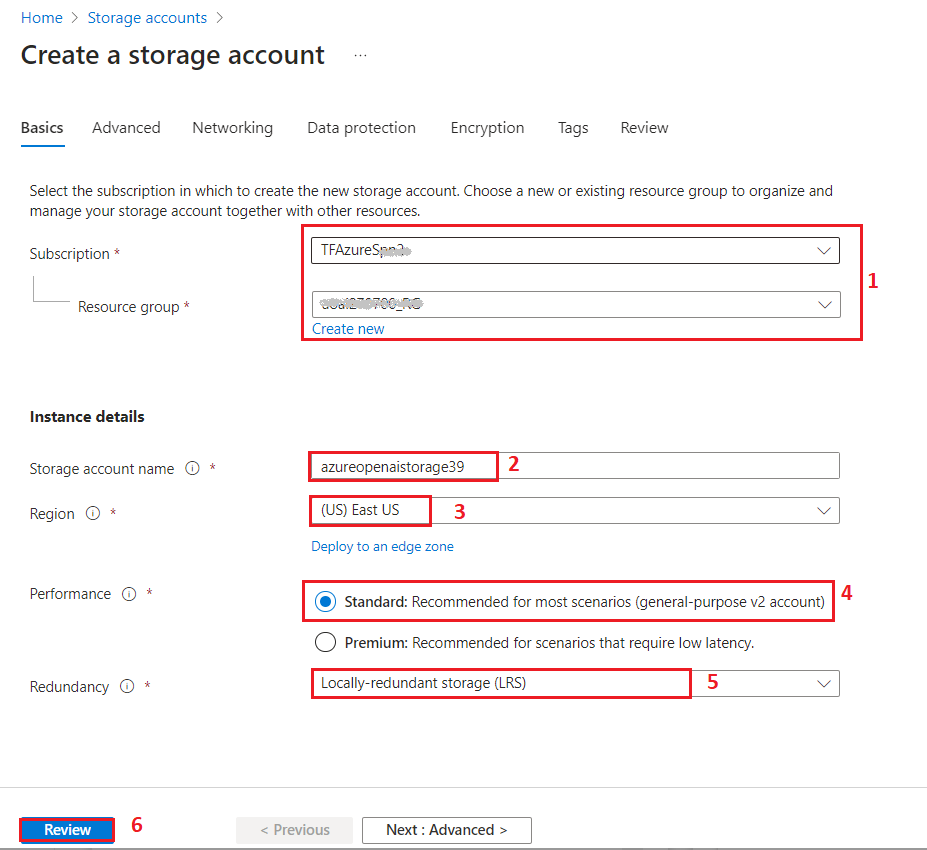 Home > Storage accounts >
Create a storage account ...
Basics Advanced Networking Data protection Encryption Tags Review
Select the subscription in which to create the new storage account. Choose a new or existing resource group to organize and
manage your storage account together with other resources.
Subscription *
1
Resource group *
Create new
Instance details
Storage account name * azureopenaistorage39 2
Region * (US) East US 3
Deploy to an edge zone
Performance * Standard: Recommended for most scenarios (general-purpose v2 account) 4
Premium: Recommended for scenarios that require low latency.
Redundancy * Locally-redundant storage (LRS) 5
Review 6 < Previous Next : Advanced >